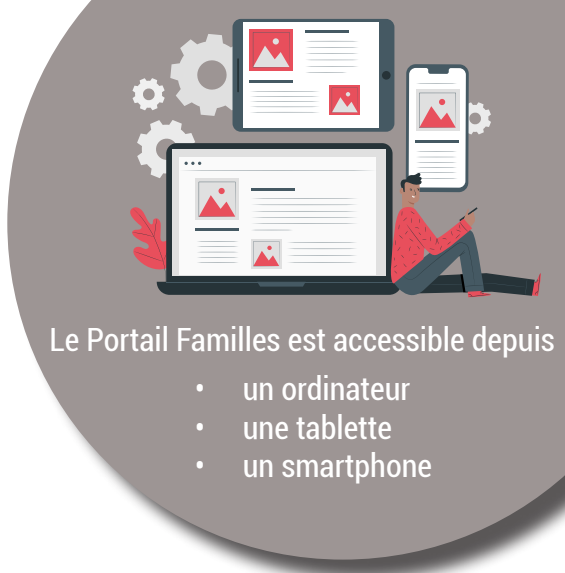 Le Portail Familles est accessible depuis
• un ordinateur
• une tablette
• un smartphone